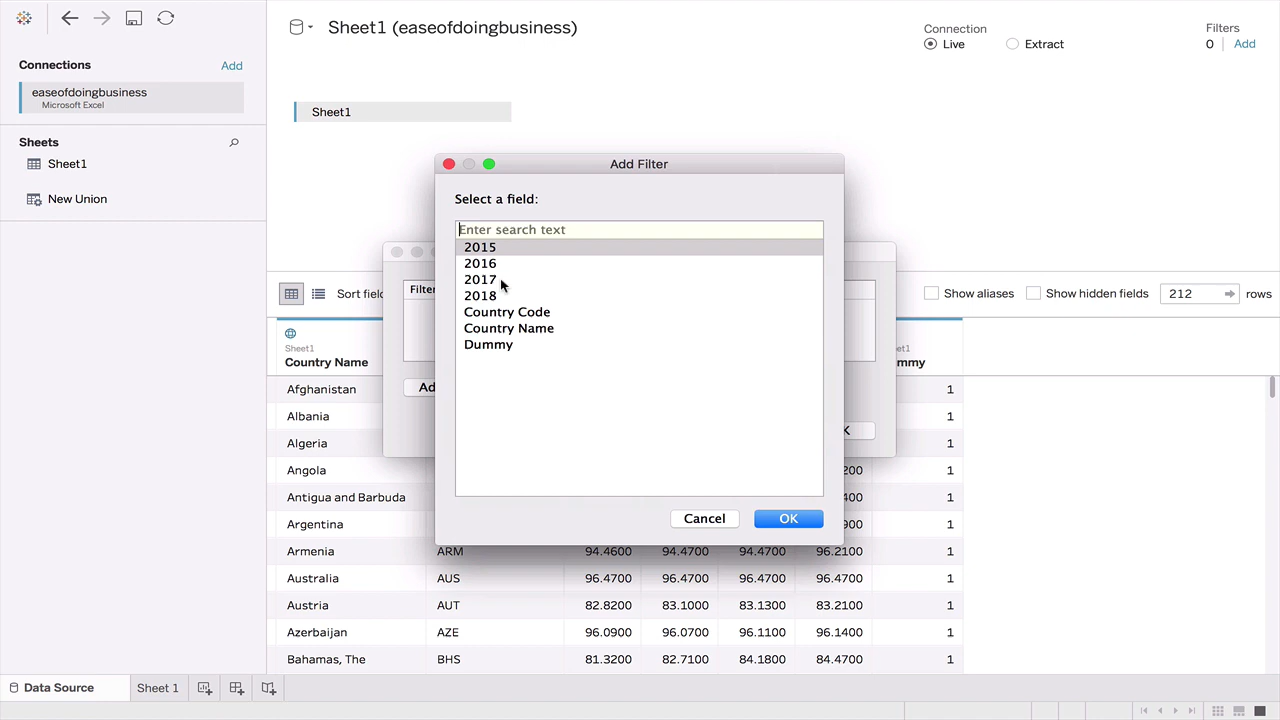 Sheet1 (easeofdoingbusiness)
Connection
Live
Extract
Filters
0
Add
Connections
Add
easeofdoingbusiness
Microsoft Excel
Sheets
Sheet1
New Union
Sheet1
Add Filter
Select a field:
Enter search text
2015
2016
2017
2018
Country Code
Country Name
Dummy
Cancel
OK
Sort
Show aliases
Show hidden fields
212
rows
Sheet1
Country Name
Afghanistan 1
Albania 1
Algeria 1
Angola 1
Antigua and Barbuda 1
Argentina 1
Armenia ARM 94.4600 94.4700 94.4700 96.2100 1
Australia AUS 96.4700 96.4700 96.4700 96.4700 1
Austria AUT 82.8200 83.1000 83.1300 83.2100 1
Azerbaijan AZE 96.0900 96.0700 96.1100 96.1400 1
Bahamas, The BHS 81.3200 82.7100 84.1800 84.4700 1
Data Source
Sheet 1